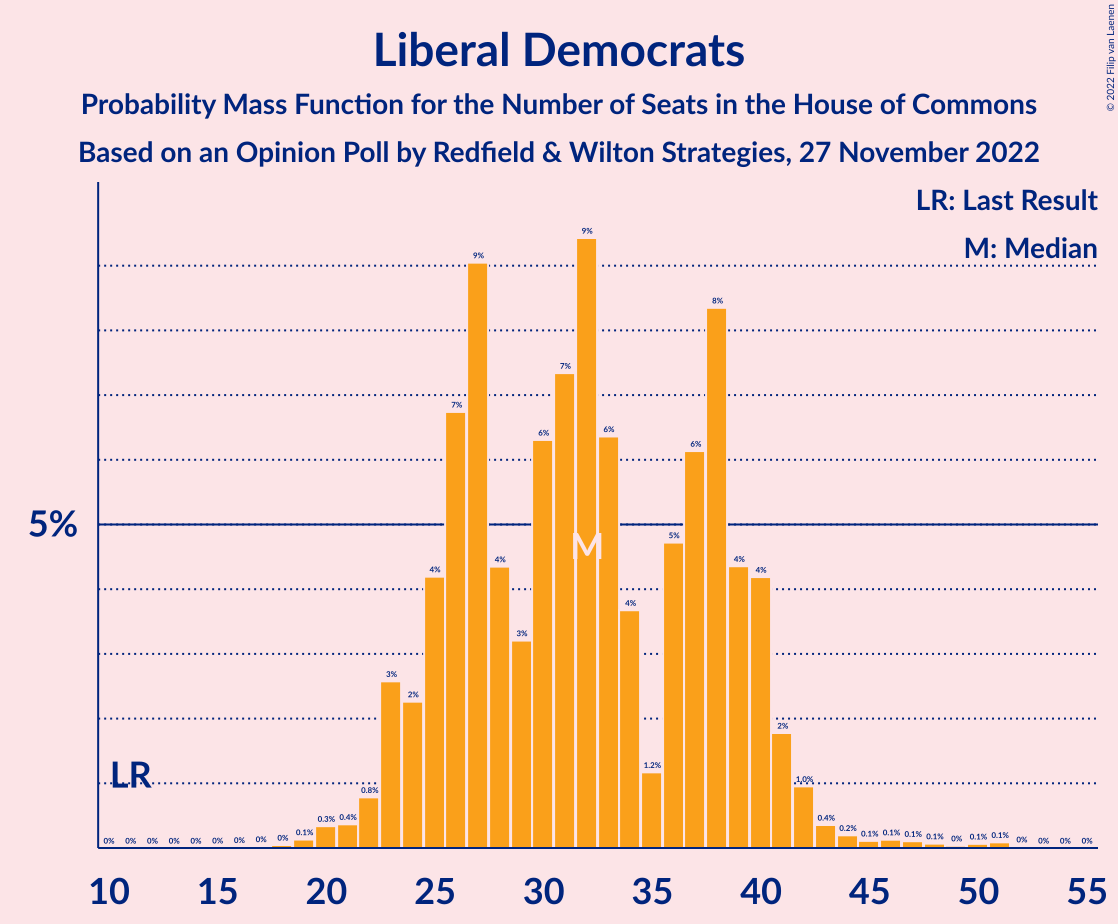 Liberal Democrats
Probability Mass Function for the Number of Seats in the House of Commons
Based on an Opinion Poll by Redfield & Wilton Strategies, 27 November 2022
© 2022 Filip van Laenen
LR: Last Result
M: Median
5%
LR
M
0% 0% 0% 0% 0% 0% 0% 0% 0% 0.1% 0.3% 0.4% 0.8% 3% 2% 4% 7% 9% 4% 3% 6% 7% 9% 6% 4% 1.2% 5% 6% 8% 4% 4% 2% 1.0% 0.4% 0.2% 0.1% 0.1% 0.1% 0.1% 0% 0.1% 0.1% 0% 0% 0% 0%
10 15 20 25 30 35 40 45 50 55